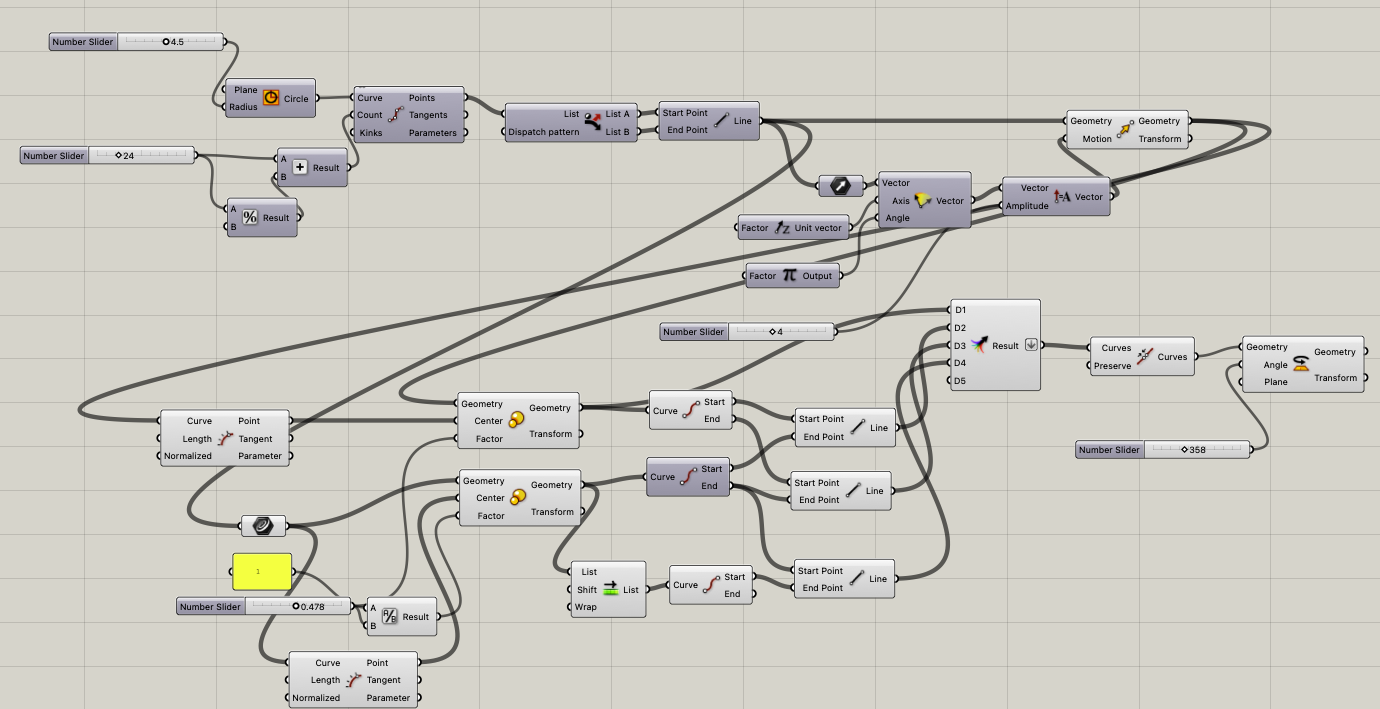 Number Slider 4.5
Plane
Radius
Circle
Curve Points
Count Tangents
Kinks Parameters
List List A
Dispatch pattern List B
Start Point
End Point
Line
Geometry Geometry
Motion Transform
Number Slider 24
A
B
Result
A
B
Result
Vector
Axis
Angle
Vector
Vector
Amplitude
Vector
Factor Unit vector
Factor Output
Number Slider 4
D1
D2
D3
D4
D5
Result
Curves
Preserve
Curves
Geometry
Angle
Plane
Geometry
Transform
Number Slider 358
Curve Point
Length Tangent
Normalized Parameter
Geometry
Center
Factor
Geometry
Transform
Curve
Start
End
Start Point
End Point
Line
Geometry
Center
Factor
Geometry
Transform
Curve
Start
End
Start Point
End Point
Line
1
Number Slider 0.478
A
B
A/B
Result
List
Shift
Wrap
List
Curve
Start
End
Start Point
End Point
Line
Curve Point
Length Tangent
Normalized Parameter